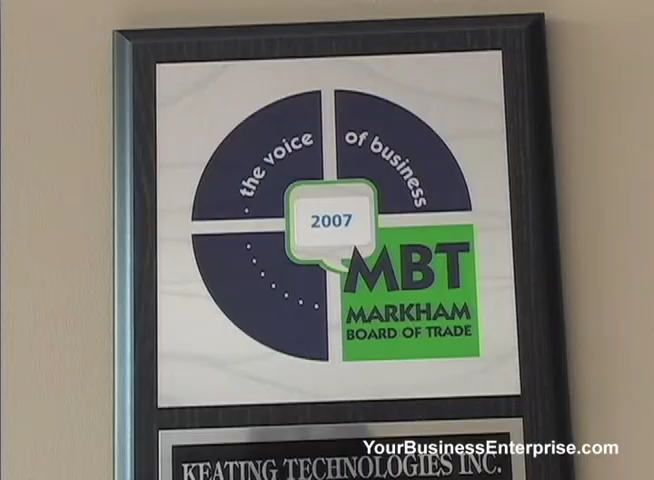 the voice of business
2007
MBT
MARKHAM
BOARD OF TRADE
YourBusinessEnterprise.com
KEATING TECHNOLOGIES INC.